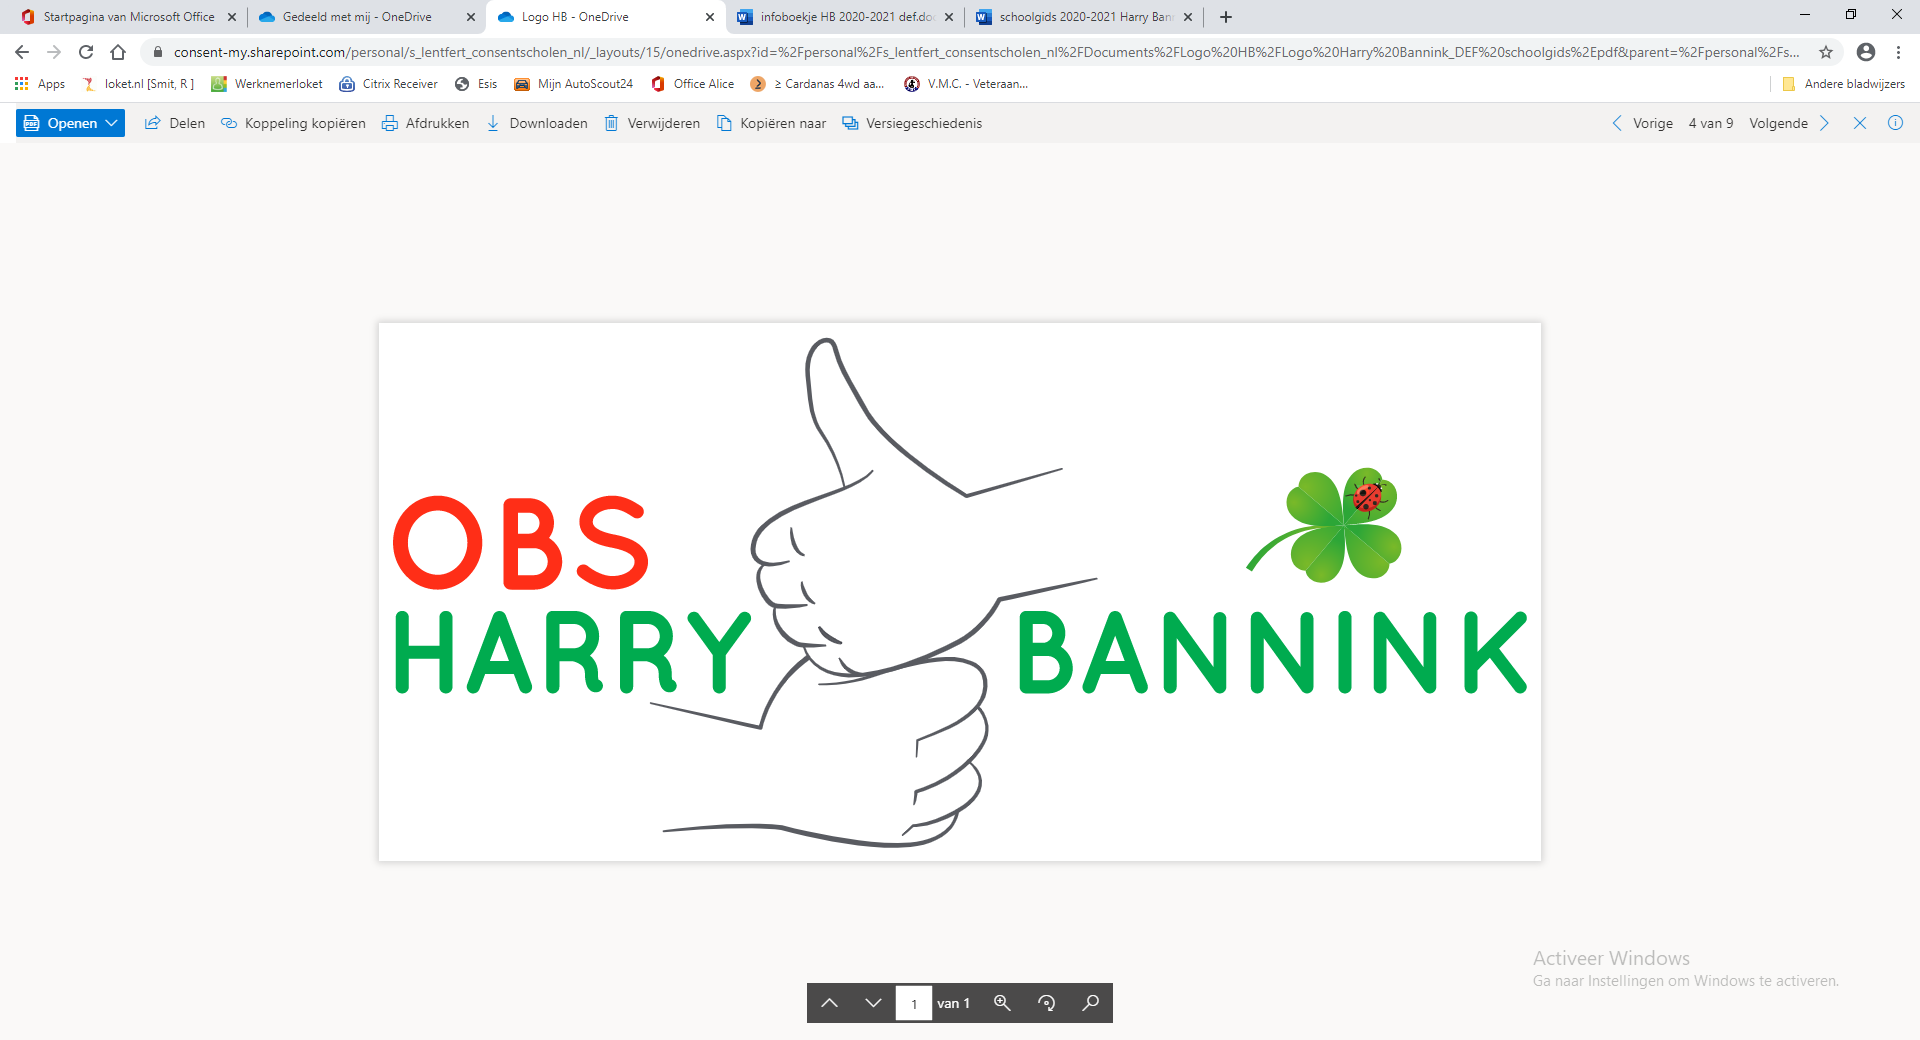 Startpagina van Microsoft Office
Gedeeld met mij - OneDrive
Logo HB - OneDrive
infoboekje HB 2020-2021 def.do
schoolgids 2020-2021 Harry Ban
consent-my.sharepoint.com/personal/s_lentfert_consentscholen_nl/_layouts/15/onedrive.aspx?id=%2Fpersonal%2Fs_lentfert_consentscholen_nl%2FDocuments%2FLogo%20HB%2FLogo%20Harry%20Bannink_DEF%20schoolgids%2Epdf&parent=%2Fpersonal%2Fs...
Apps
loket.nl [Smit, R ]
Werknemerloket
Citrix Receiver
Esis
Mijn AutoScout24
Office Alice
≥ Cardanas 4wd aa...
V.M.C. - Veteraan...
Andere bladwijzers
Openen
Delen
Koppeling kopiëren
Afdrukken
Downloaden
Verwijderen
Kopiëren naar
Versiegeschiedenis
Vorige
4 van 9
Volgende
OBS
HARRY BANNINK
Activeer Windows
Ga naar Instellingen om Windows te activeren.
1 van 1